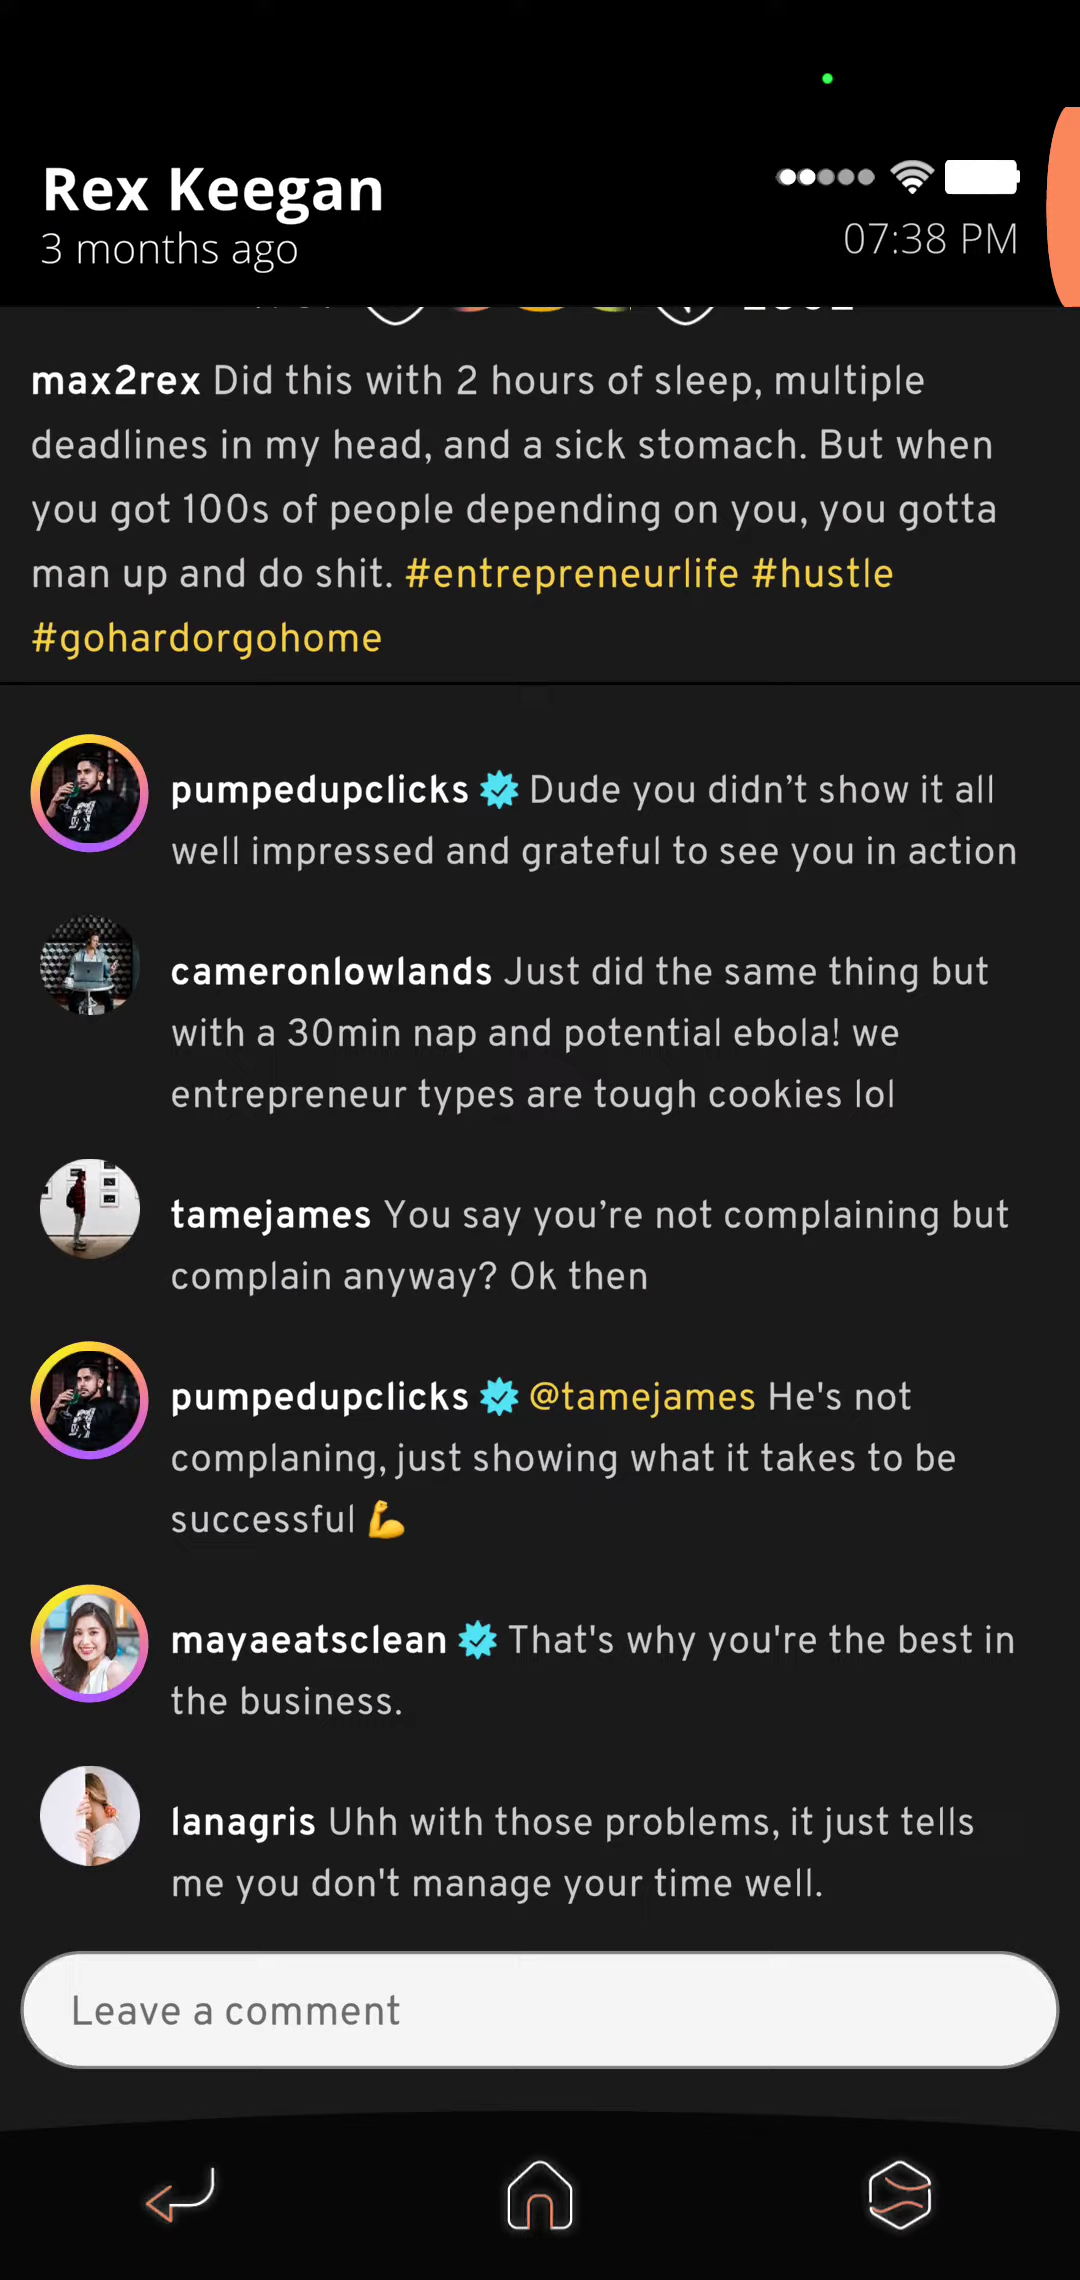 Rex Keegan
3 months ago
07:38 PM
max2rex Did this with 2 hours of sleep, multiple
deadlines in my head, and a sick stomach. But when
you got 100s of people depending on you, you gotta
man up and do shit. #entrepreneurlife #hustle
#gohardorgohome
pumpedupclicks Dude you didn’t show it all
well impressed and grateful to see you in action
cameronlowlands Just did the same thing but
with a 30min nap and potential ebola! we
entrepreneur types are tough cookies lol
tamejames You say you’re not complaining but
complain anyway? Ok then
pumpedupclicks @tamejames He's not
complaning, just showing what it takes to be
successful 💪
mayaeatsclean That's why you're the best in
the business.
lanagris Uhh with those problems, it just tells
me you don't manage your time well.
Leave a comment